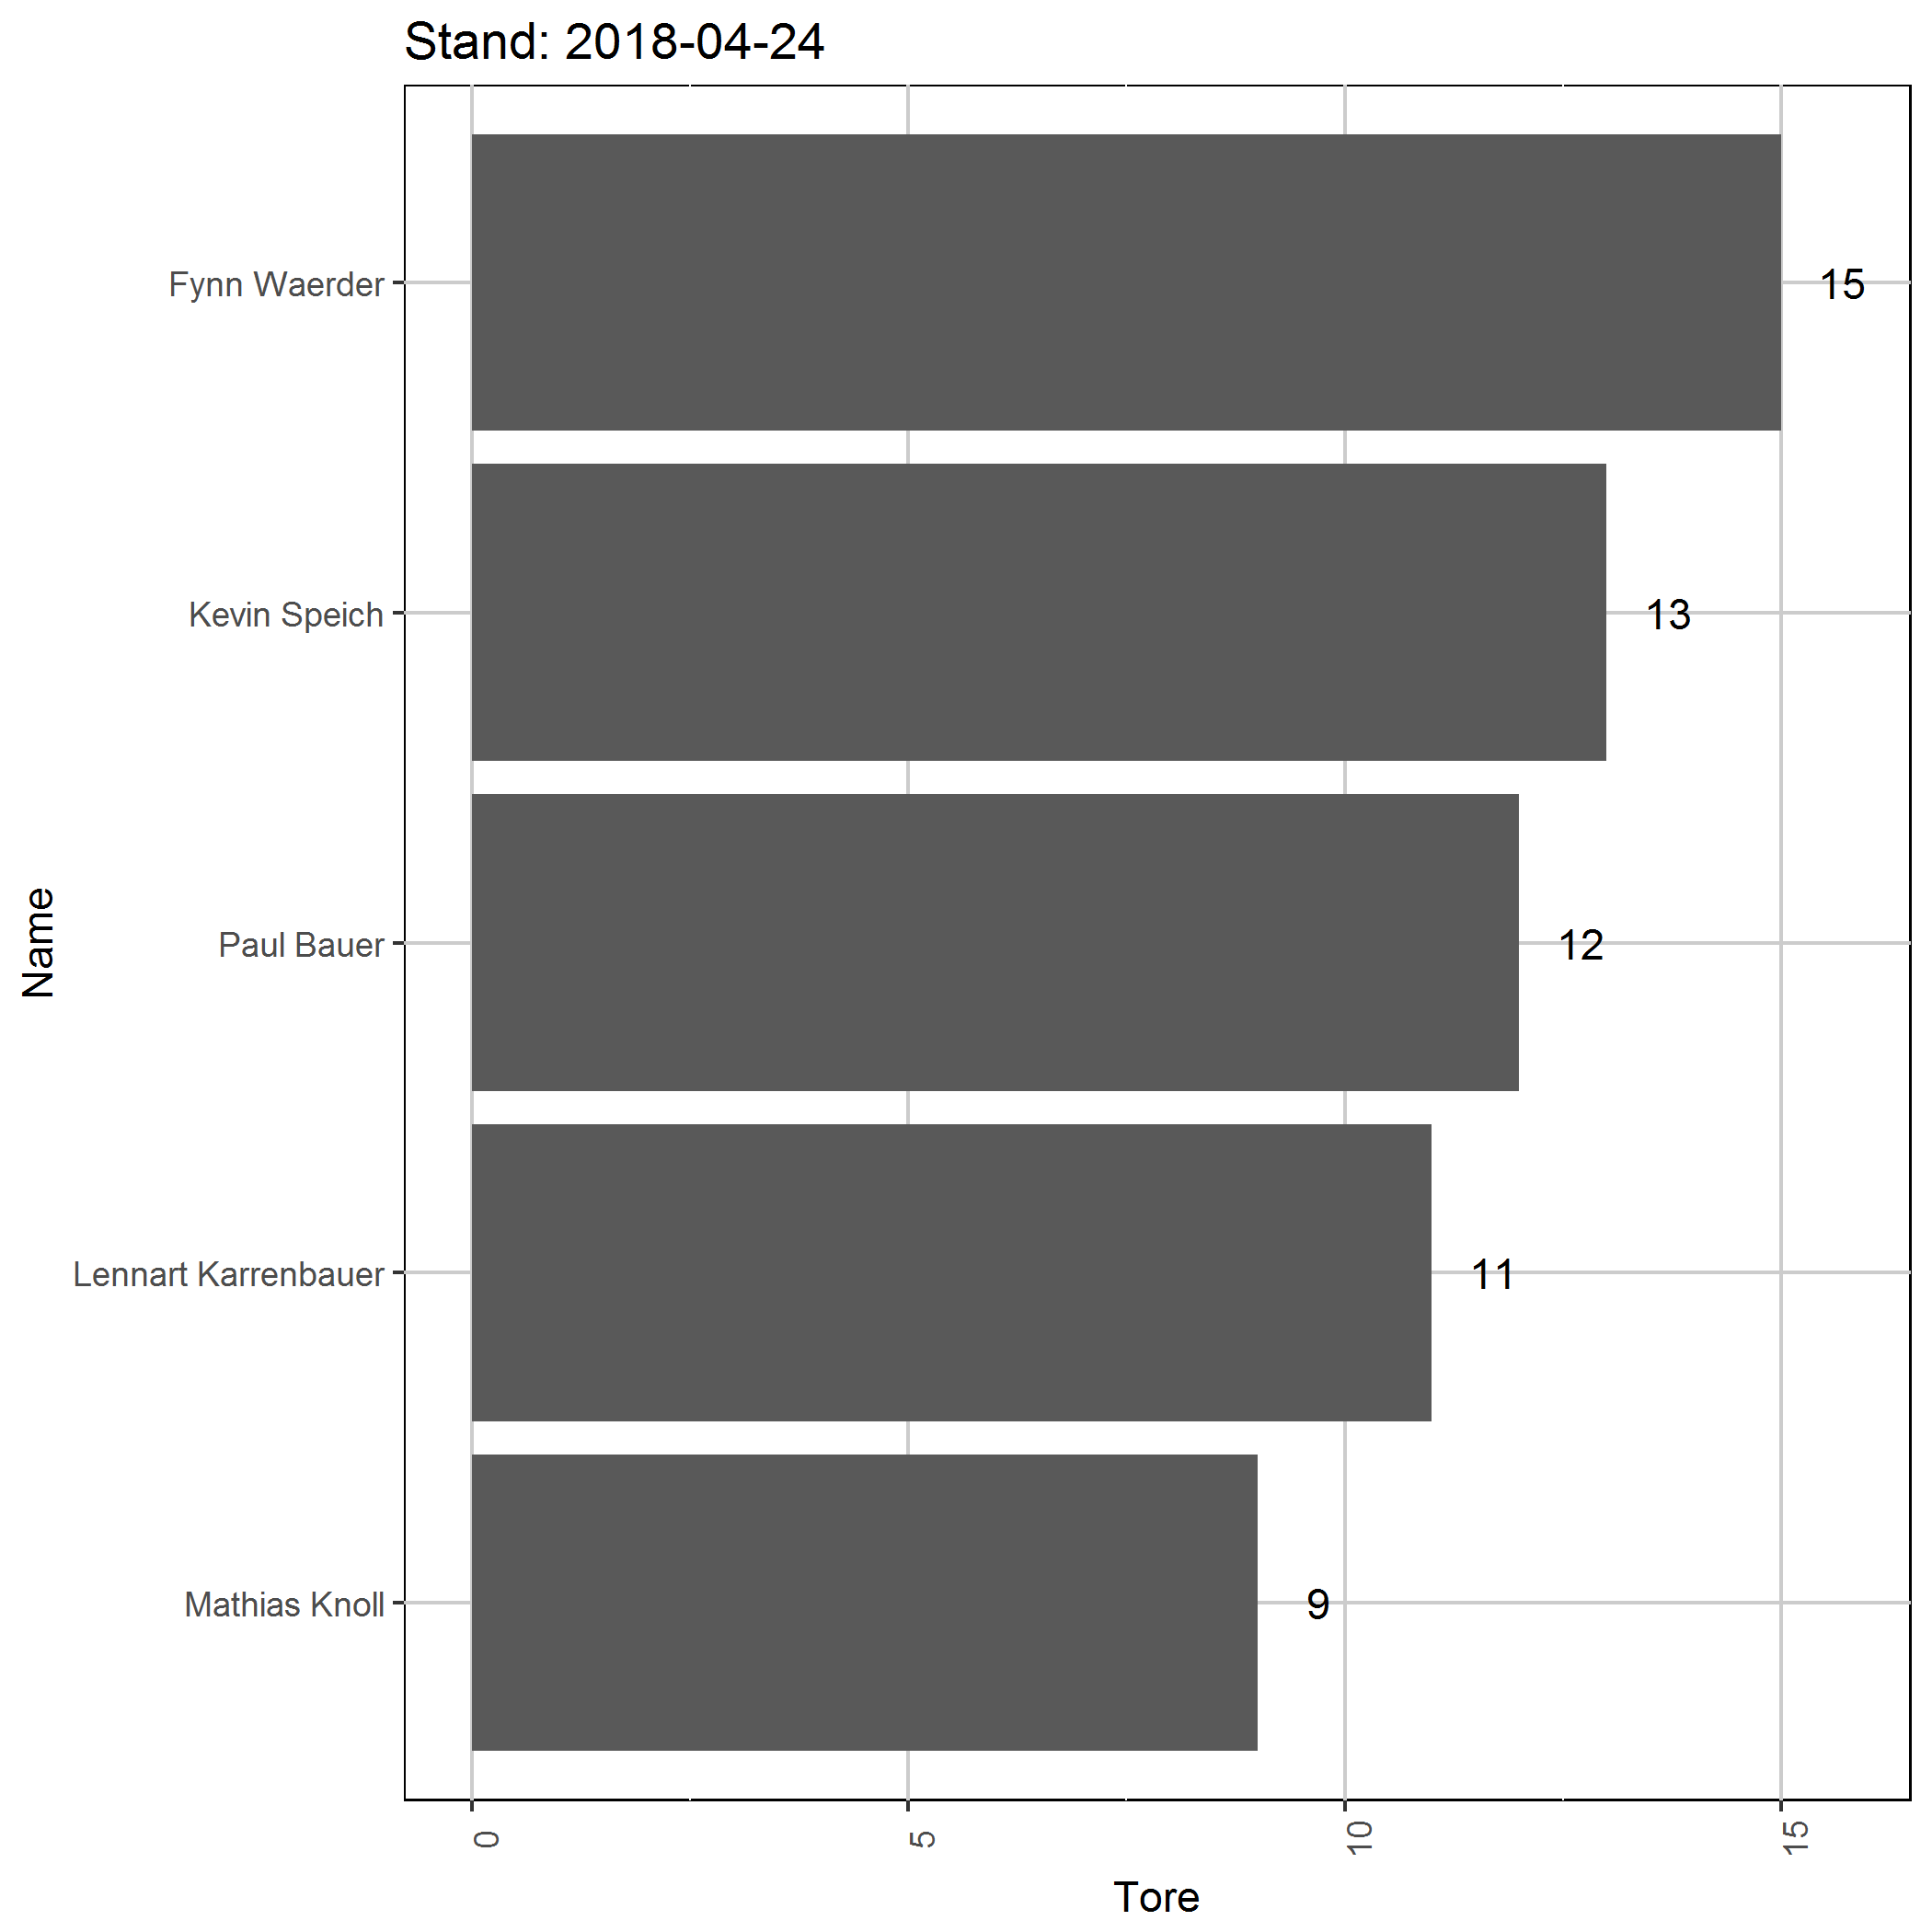 Stand: 2018-04-24
Name
Fynn Waerder
15
Kevin Speich
13
Paul Bauer
12
Lennart Karrenbauer
11
Mathias Knoll
9
0
5
10
15
Tore